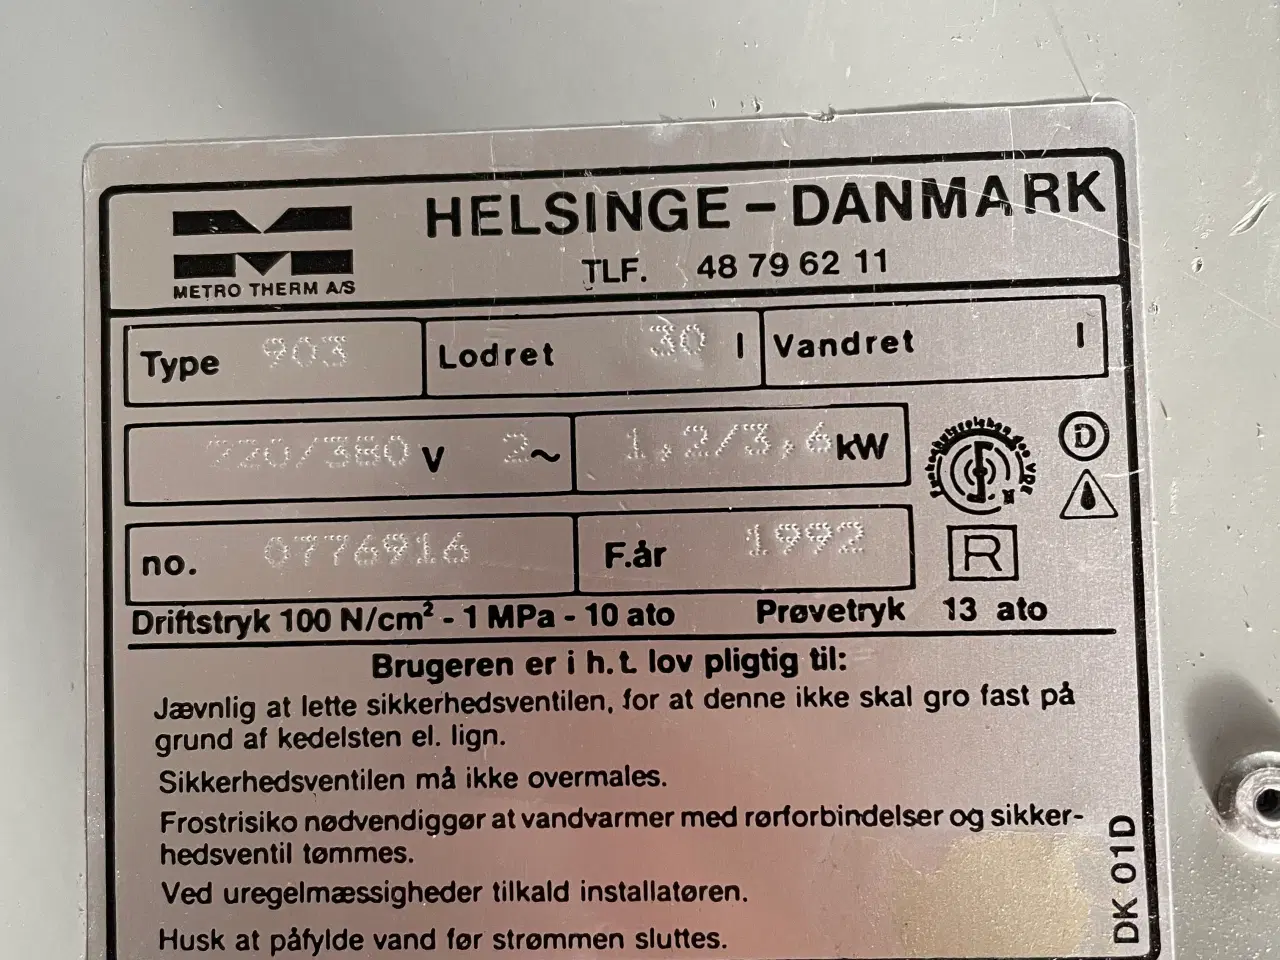 HELSINGE – DANMARK
METRO THERM A/S
TLF. 48 79 62 11
Type 903 Lodret 30 l Vandret l
220/380 V 2~ 1,2/3,6 kW
D
no. 0776916 F.år 1992
R
Driftstryk 100 N/cm² - 1 MPa - 10 ato Prøvetryk 13 ato
Brugeren er i h.t. lov pligtig til:
Jævnlig at lette sikkerhedsventilen, for at denne ikke skal gro fast på
grund af kedelsten el. lign.
Sikkerhedsventilen må ikke overmales.
Frostrisiko nødvendiggør at vandvarmer med rørforbindelser og sikker-
hedsventil tømmes.
Ved uregelmæssigheder tilkald installatøren.
Husk at påfylde vand før strømmen sluttes.
DK 01D